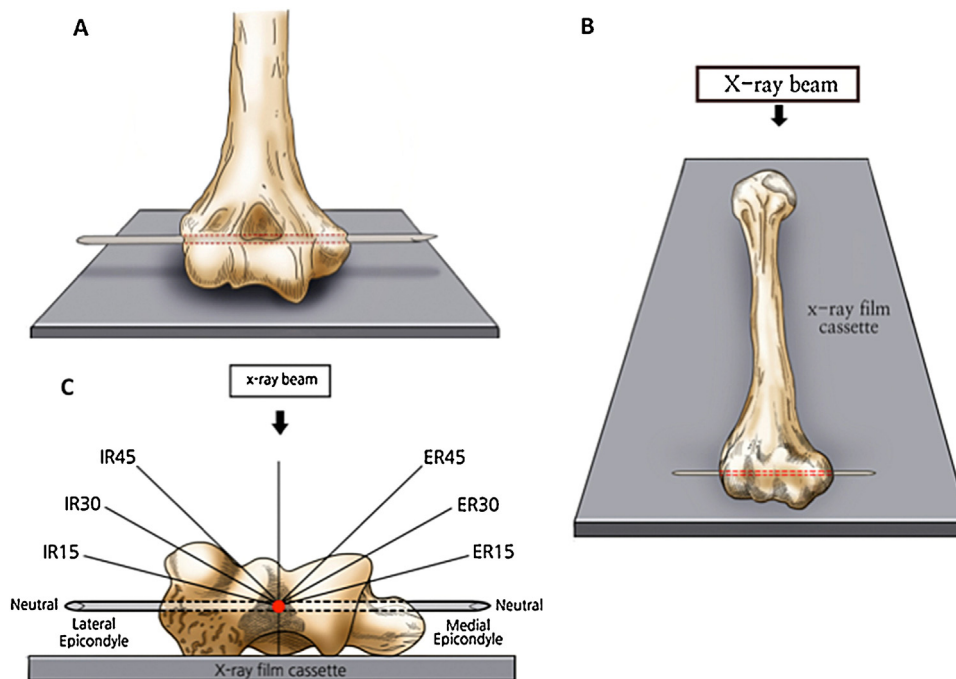 A
B
X-ray beam
x-ray film
cassette
C
x-ray beam
IR45
ER45
IR30
ER30
IR15
ER15
Neutral
Neutral
Lateral
Epicondyle
Medial
Epicondyle
X-ray film cassette